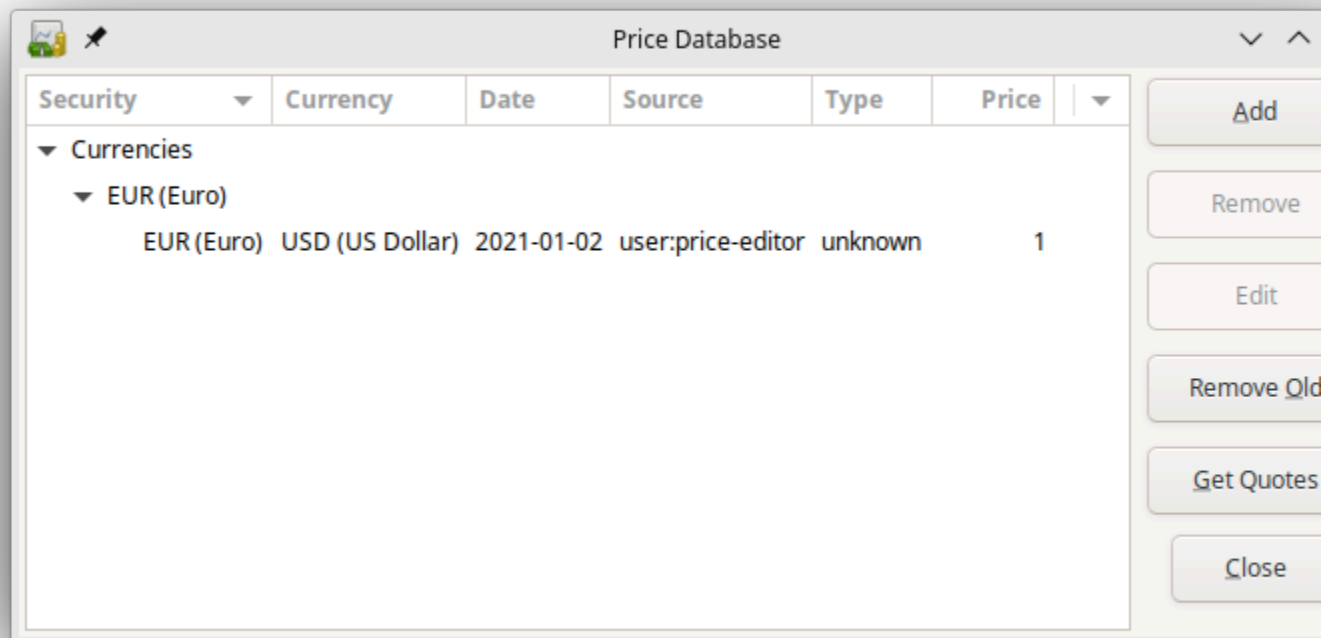 Price Database
Security Currency Date Source Type Price
Currencies
EUR (Euro)
EUR (Euro) USD (US Dollar) 2021-01-02 user:price-editor unknown 1
Add
Remove
Edit
Remove Old
Get Quotes
Close